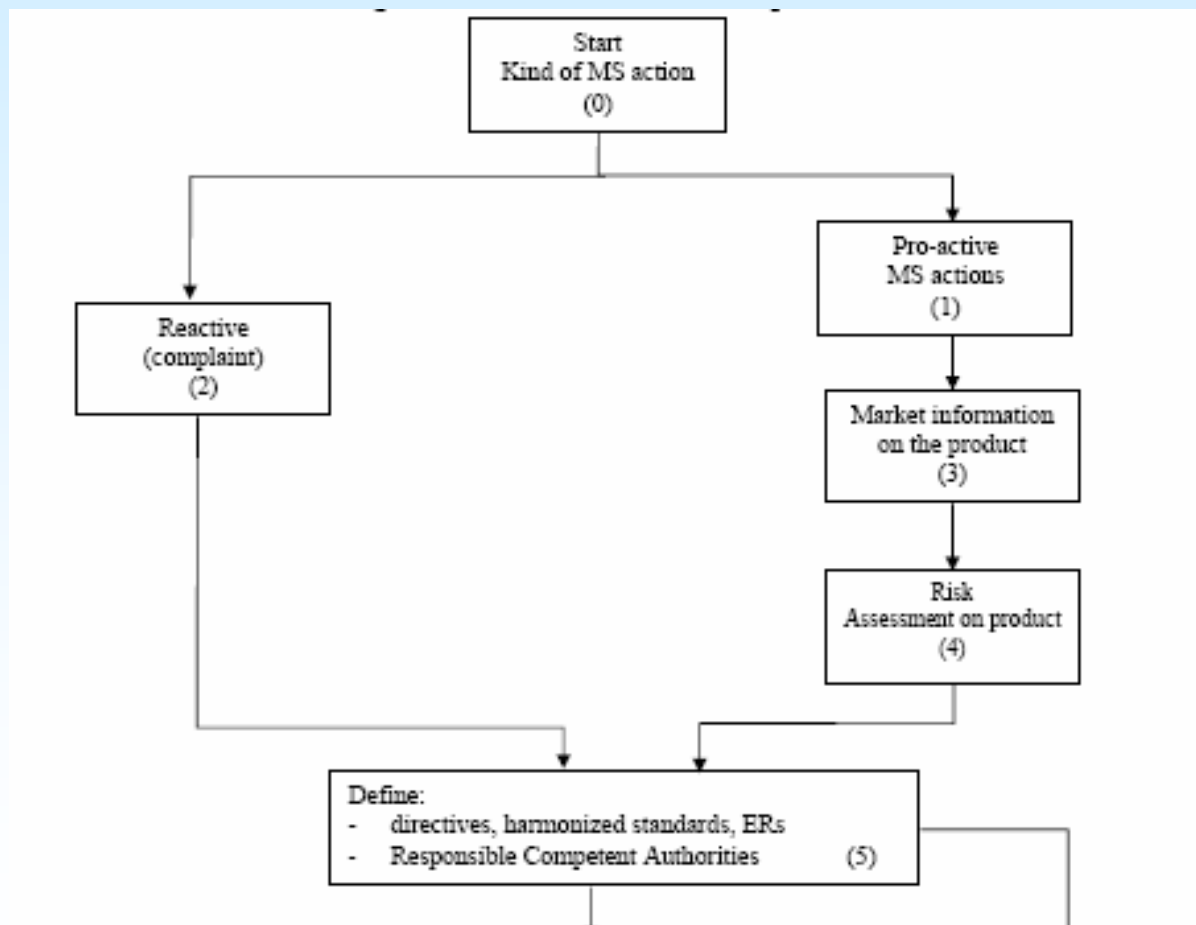 Start
Kind of MS action
(0)
Pro-active
MS actions
(1)
Reactive
(complaint)
(2)
Market information
on the product
(3)
Risk
Assessment on product
(4)
Define:
- directives, harmonized standards, ERs
- Responsible Competent Authorities (5)